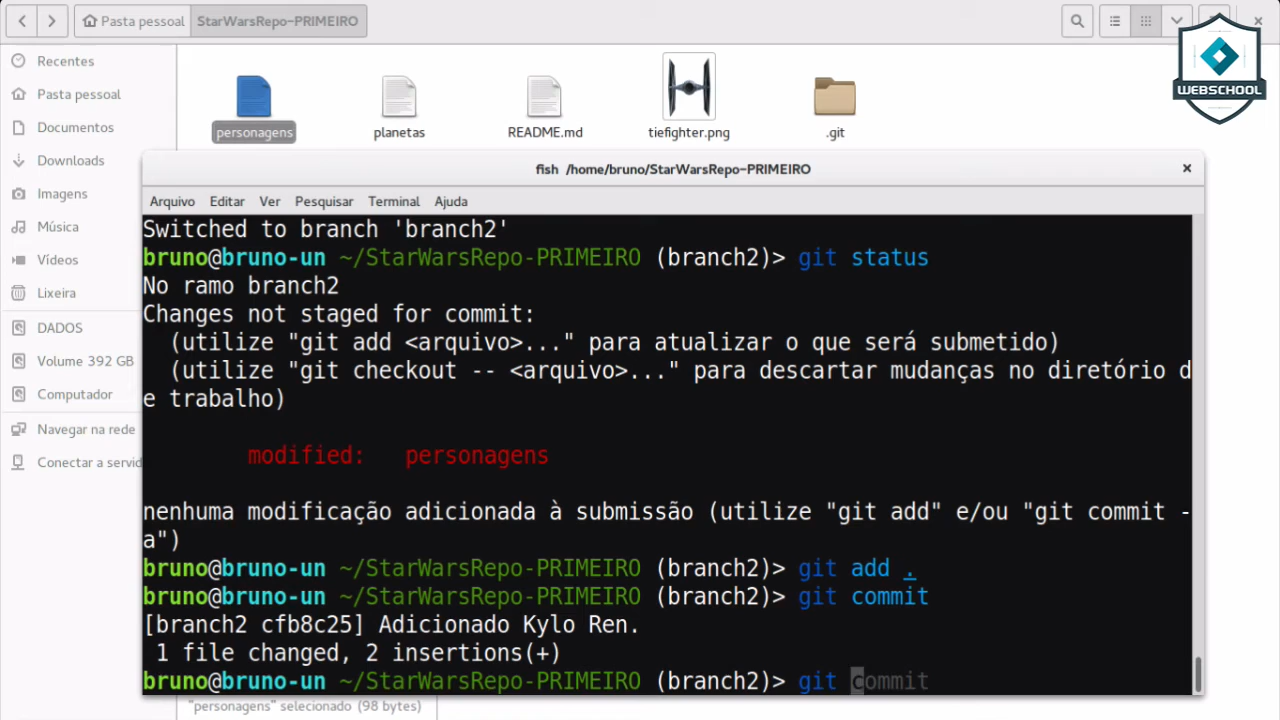 Pasta pessoal StarWarsRepo-PRIMEIRO
WEBSCHOOL
Recentes
Pasta pessoal
Documentos
Downloads
Imagens
Música
Vídeos
Lixeira
DADOS
Volume 392 GB
Computador
Navegar na rede
Conectar a servid
personagens planetas README.md tiefighter.png .git
fish /home/bruno/StarWarsRepo-PRIMEIRO
Arquivo Editar Ver Pesquisar Terminal Ajuda
Switched to branch 'branch2'
bruno@bruno-un ~/StarWarsRepo-PRIMEIRO (branch2)> git status
No ramo branch2
Changes not staged for commit:
  (utilize "git add <arquivo>..." para atualizar o que será submetido)
  (utilize "git checkout -- <arquivo>..." para descartar mudanças no diretório d
e trabalho)
        modified:   personagens
nenhuma modificação adicionada à submissão (utilize "git add" e/ou "git commit -
a")
bruno@bruno-un ~/StarWarsRepo-PRIMEIRO (branch2)> git add .
bruno@bruno-un ~/StarWarsRepo-PRIMEIRO (branch2)> git commit
[branch2 cfb8c25] Adicionado Kylo Ren.
 1 file changed, 2 insertions(+)
bruno@bruno-un ~/StarWarsRepo-PRIMEIRO (branch2)> git commit
"personagens" selecionado (98 bytes)